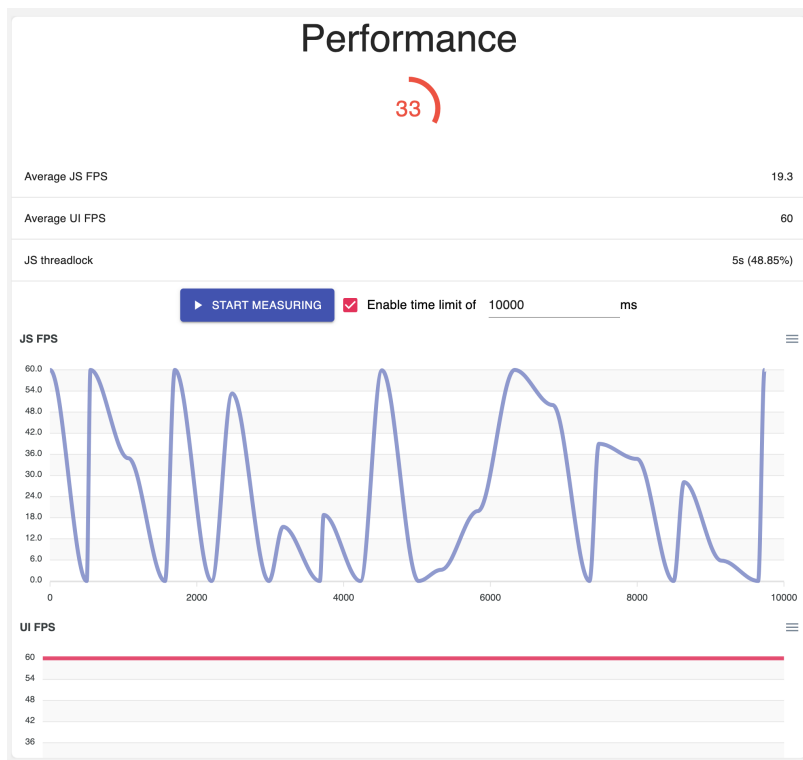 Performance
33
Average JS FPS 19.3
Average UI FPS 60
JS threadlock 5s (48.85%)
START MEASURING Enable time limit of 10000 ms
JS FPS
60.0
54.0
48.0
42.0
36.0
30.0
24.0
18.0
12.0
6.0
0.0
0 2000 4000 6000 8000 10000
UI FPS
60
54
48
42
36